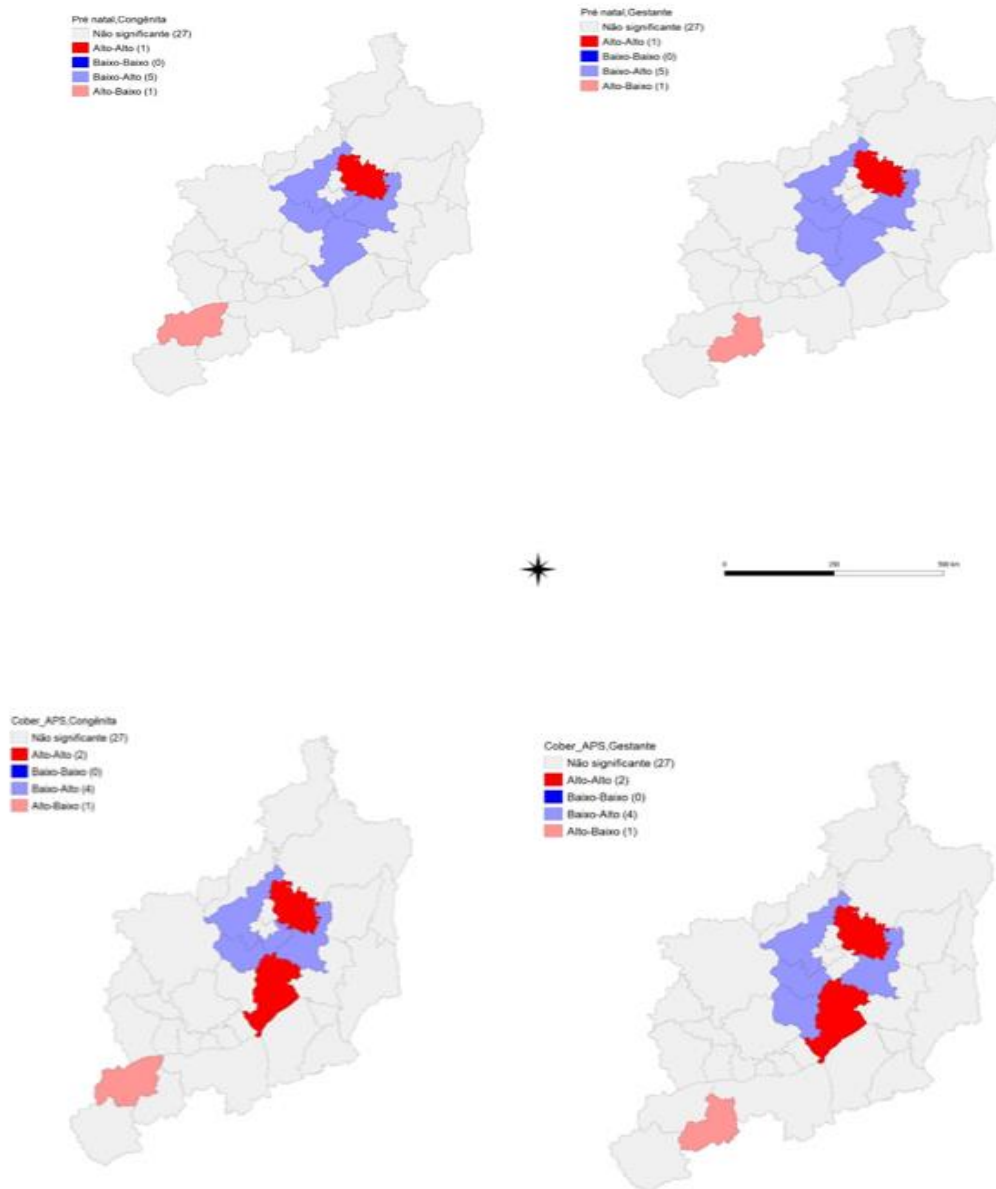 Pré natal,Congênita
Não significante (27)
Alto-Alto (1)
Baixo-Baixo (0)
Baixo-Alto (5)
Alto-Baixo (1)
Pré natal,Gestante
Não significante (27)
Alto-Alto (1)
Baixo-Baixo (0)
Baixo-Alto (5)
Alto-Baixo (1)
0 250 500 km
Cober_APS,Congênita
Não significante (27)
Alto-Alto (2)
Baixo-Baixo (0)
Baixo-Alto (4)
Alto-Baixo (1)
Cober_APS,Gestante
Não significante (27)
Alto-Alto (2)
Baixo-Baixo (0)
Baixo-Alto (4)
Alto-Baixo (1)